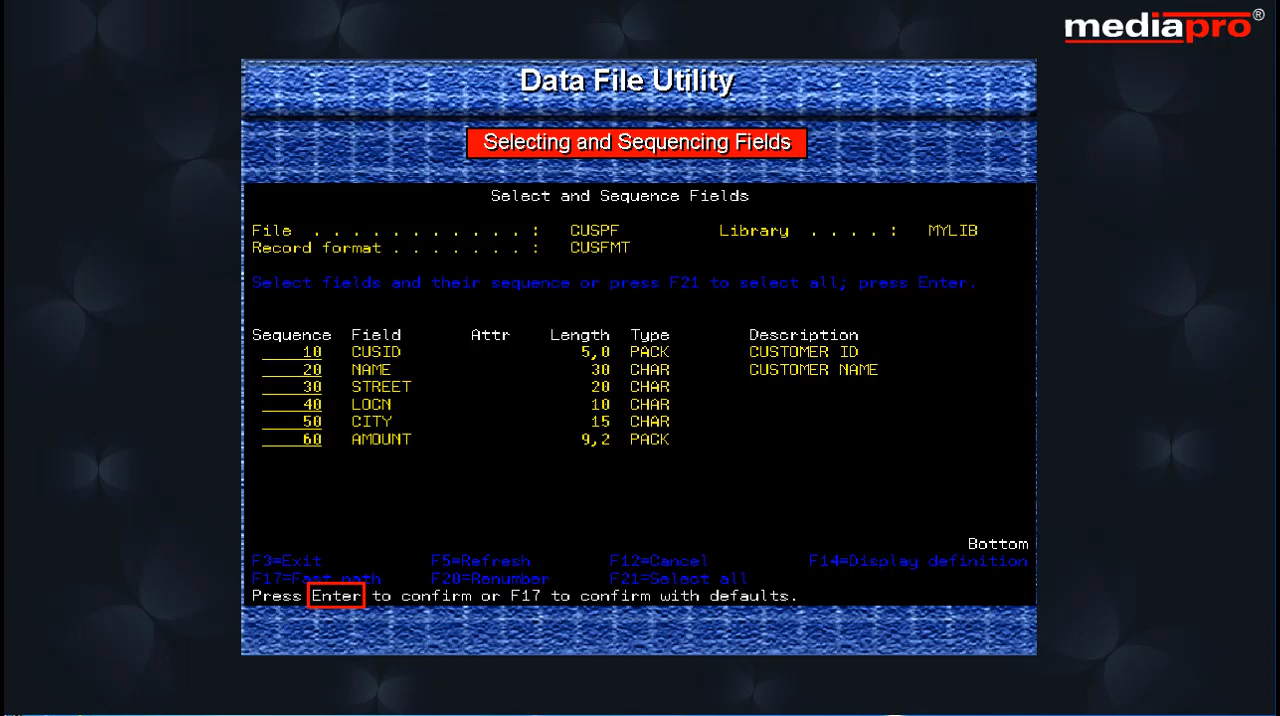 mediapro®
Data File Utility
Selecting and Sequencing Fields
Select and Sequence Fields
File . . . . . . . . . . . . : CUSPF Library . . . . : MYLIB
Record format . . . . . . . : CUSFMT
Select fields and their sequence or press F21 to select all; press Enter.
Sequence Field Attr Length Type Description
10 CUSID 5,0 PACK CUSTOMER ID
20 NAME 30 CHAR CUSTOMER NAME
30 STREET 20 CHAR
40 LOCN 10 CHAR
50 CITY 15 CHAR
60 AMOUNT 9,2 PACK
Bottom
F3=Exit F5=Refresh F12=Cancel F14=Display definition
F17=Fast path F20=Renumber F21=Select all
Press Enter to confirm or F17 to confirm with defaults.